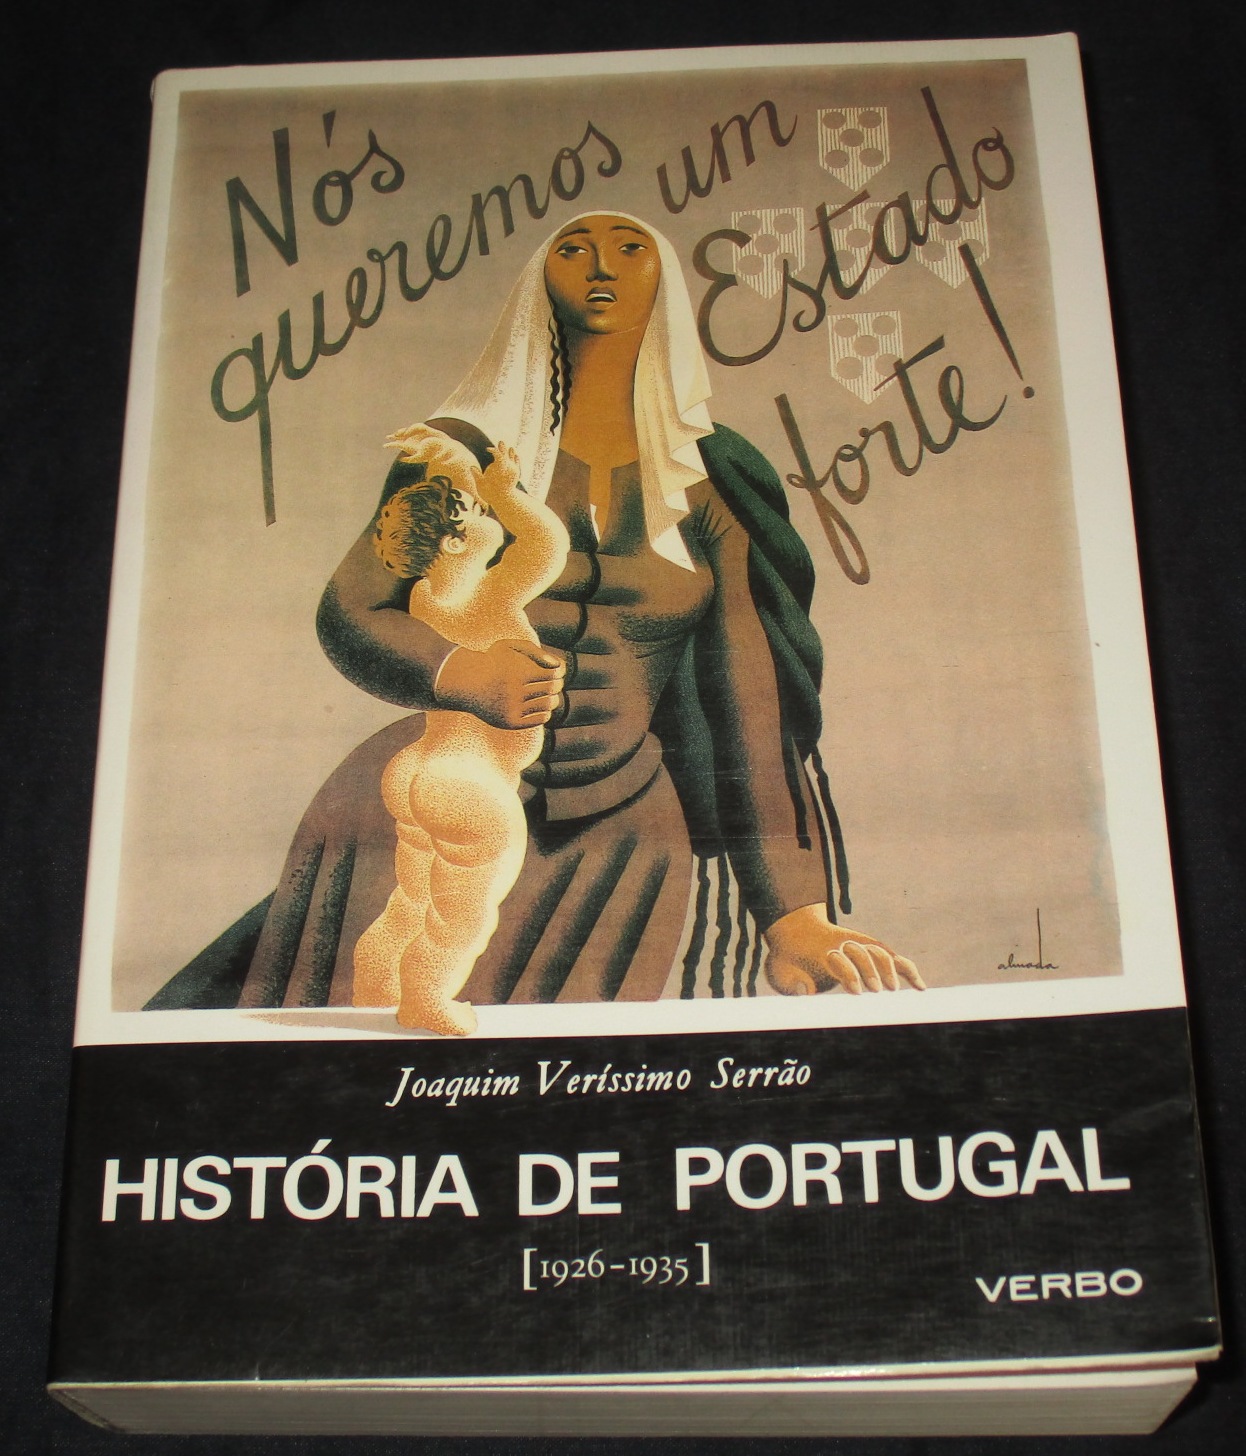 Nós
queremos um
Estado
forte!
almada
Joaquim Veríssimo Serrão
HISTÓRIA DE PORTUGAL
[1926-1935]
VERBO